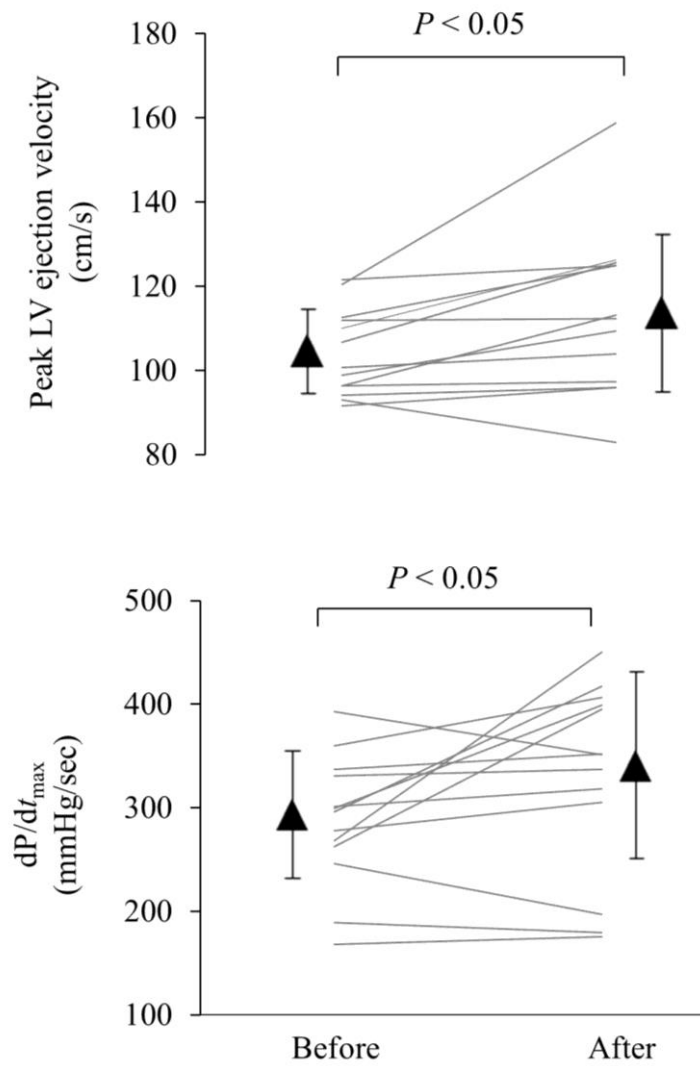 P < 0.05
180
160
140
120
100
80
Peak LV ejection velocity
(cm/s)
P < 0.05
500
400
300
200
100
dP/dtmax
(mmHg/sec)
Before After